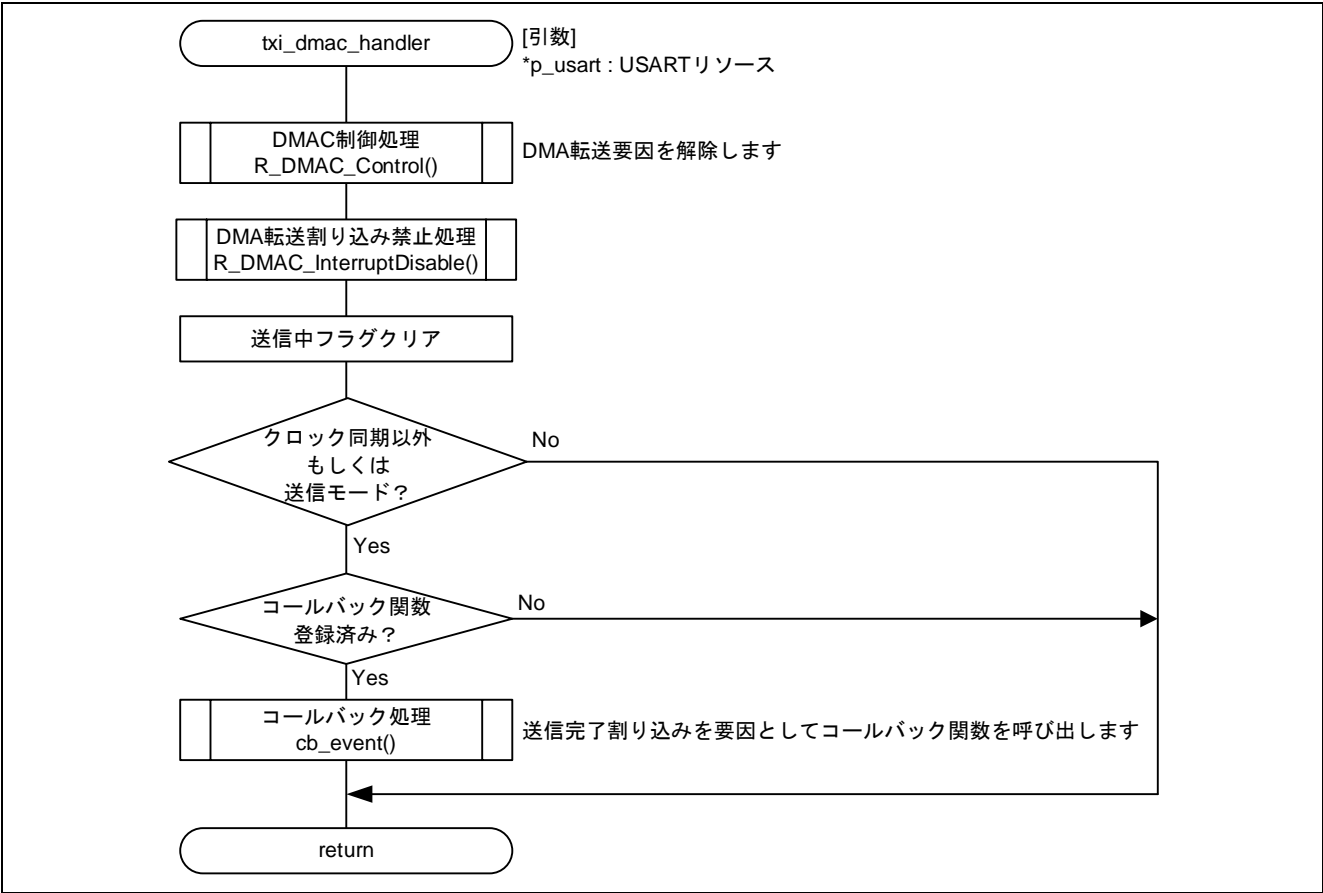 txi_dmac_handler
[引数]
*p_usart : USARTリソース
DMAC制御処理
R_DMAC_Control()
DMA転送要因を解除します
DMA転送割り込み禁止処理
R_DMAC_InterruptDisable()
送信中フラグクリア
クロック同期以外
もしくは
送信モード？
No
Yes
コールバック関数
登録済み？
No
Yes
コールバック処理
cb_event()
送信完了割り込みを要因としてコールバック関数を呼び出します
return